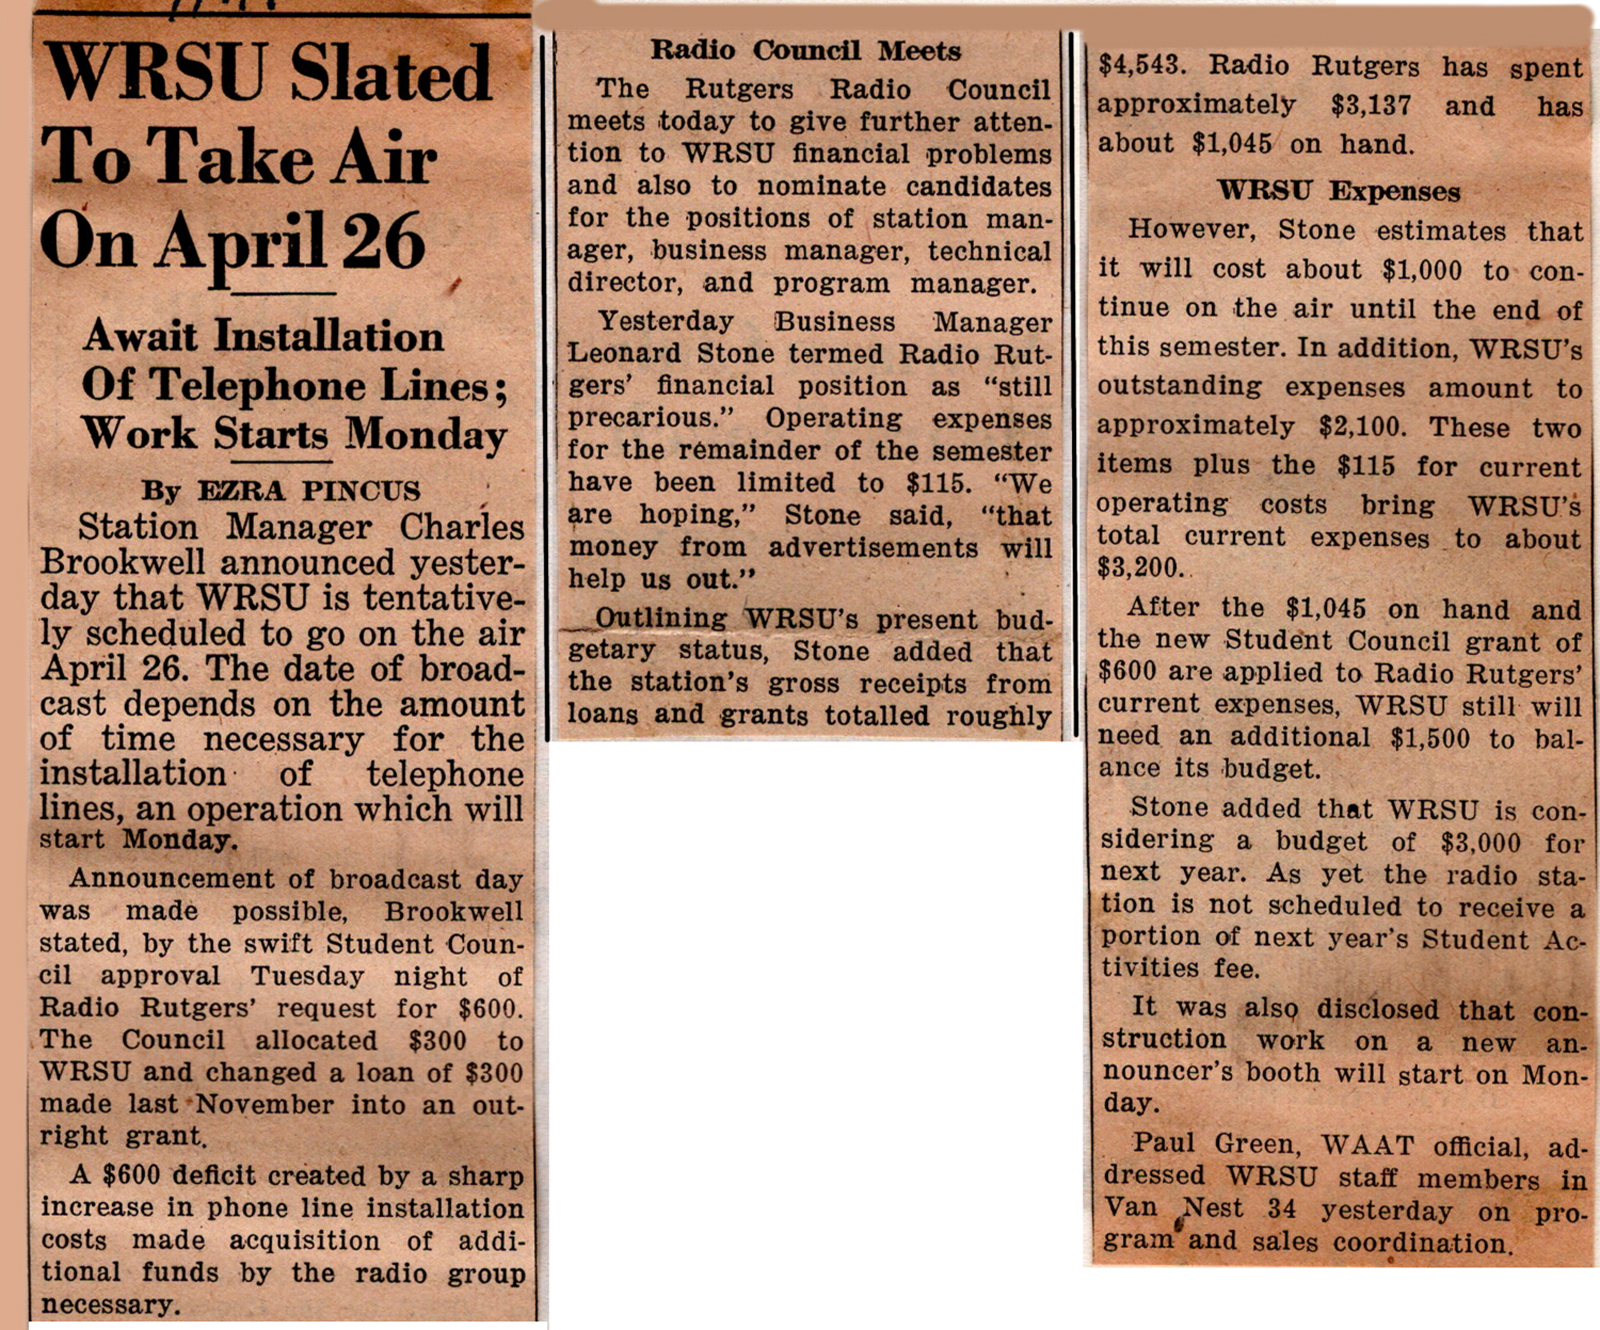 WRSU Slated
To Take Air
On April 26
Await Installation
Of Telephone Lines;
Work Starts Monday
By EZRA PINCUS
Station Manager Charles
Brookwell announced yester-
day that WRSU is tentative-
ly scheduled to go on the air
April 26. The date of broad-
cast depends on the amount
of time necessary for the
installation of telephone
lines, an operation which will
start Monday.
Announcement of broadcast day
was made possible, Brookwell
stated, by the swift Student Coun-
cil approval Tuesday night of
Radio Rutgers' request for $600.
The Council allocated $300 to
WRSU and changed a loan of $300
made last November into an out-
right grant.
A $600 deficit created by a sharp
increase in phone line installation
costs made acquisition of addi-
tional funds by the radio group
necessary.
Radio Council Meets
The Rutgers Radio Council
meets today to give further atten-
tion to WRSU financial problems
and also to nominate candidates
for the positions of station man-
ager, business manager, technical
director, and program manager.
Yesterday Business Manager
Leonard Stone termed Radio Rut-
gers' financial position as "still
precarious." Operating expenses
for the remainder of the semester
have been limited to $115. "We
are hoping," Stone said, "that
money from advertisements will
help us out."
Outlining WRSU's present bud-
getary status, Stone added that
the station's gross receipts from
loans and grants totalled roughly
$4,543. Radio Rutgers has spent
approximately $3,137 and has
about $1,045 on hand.
WRSU Expenses
However, Stone estimates that
it will cost about $1,000 to con-
tinue on the air until the end of
this semester. In addition, WRSU's
outstanding expenses amount to
approximately $2,100. These two
items plus the $115 for current
operating costs bring WRSU's
total current expenses to about
$3,200.
After the $1,045 on hand and
the new Student Council grant of
$600 are applied to Radio Rutgers'
current expenses, WRSU still will
need an additional $1,500 to bal-
ance its budget.
Stone added that WRSU is con-
sidering a budget of $3,000 for
next year. As yet the radio sta-
tion is not scheduled to receive a
portion of next year's Student Ac-
tivities fee.
It was also disclosed that con-
struction work on a new an-
nouncer's booth will start on Mon-
day.
Paul Green, WAAT official, ad-
dressed WRSU staff members in
Van Nest 34 yesterday on pro-
gram and sales coordination.